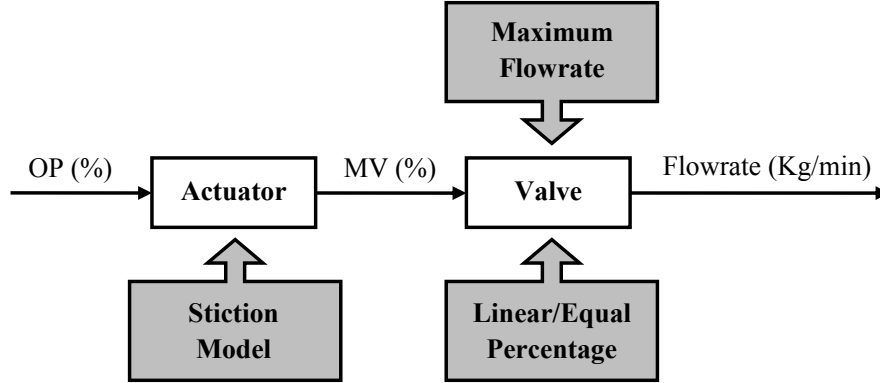 Maximum
Flowrate
OP (%)
Actuator
MV (%)
Valve
Flowrate (Kg/min)
Stiction
Model
Linear/Equal
Percentage